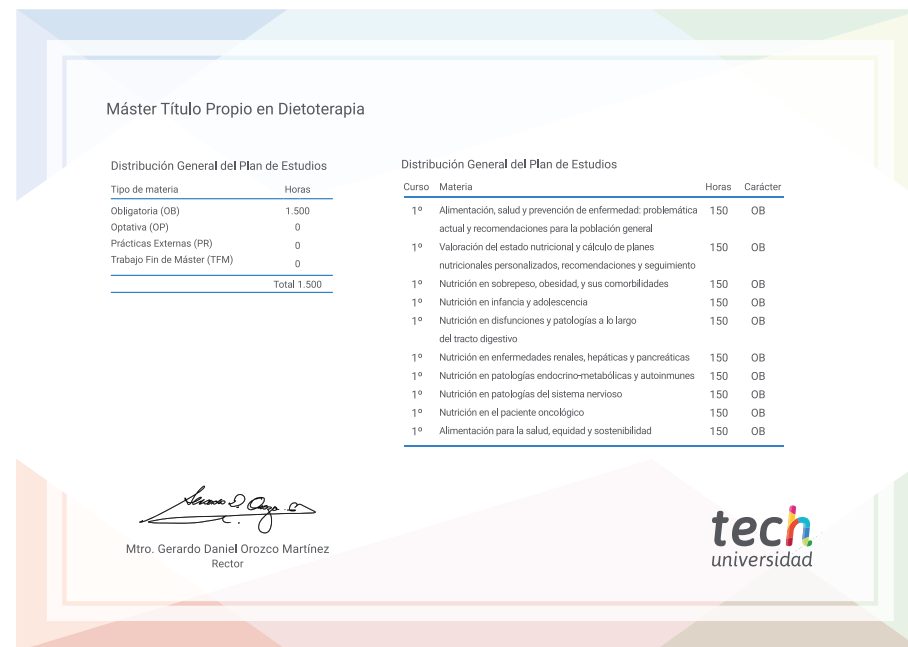 Máster Título Propio en Dietoterapia
Distribución General del Plan de Estudios
Tipo de materia Horas
Obligatoria (OB) 1.500
Optativa (OP) 0
Prácticas Externas (PR) 0
Trabajo Fin de Máster (TFM) 0
Total 1.500
Distribución General del Plan de Estudios
Curso Materia Horas Carácter
1º Alimentación, salud y prevención de enfermedad: problemática 150 OB
actual y recomendaciones para la población general
1º Valoración del estado nutricional y cálculo de planes 150 OB
nutricionales personalizados, recomendaciones y seguimiento
1º Nutrición en sobrepeso, obesidad, y sus comorbilidades 150 OB
1º Nutrición en infancia y adolescencia 150 OB
1º Nutrición en disfunciones y patologías a lo largo 150 OB
del tracto digestivo
1º Nutrición en enfermedades renales, hepáticas y pancreáticas 150 OB
1º Nutrición en patologías endocrino-metabólicas y autoinmunes 150 OB
1º Nutrición en patologías del sistema nervioso 150 OB
1º Nutrición en el paciente oncológico 150 OB
1º Alimentación para la salud, equidad y sostenibilidad 150 OB
Mtro. Gerardo Daniel Orozco Martínez
Rector
tech
universidad